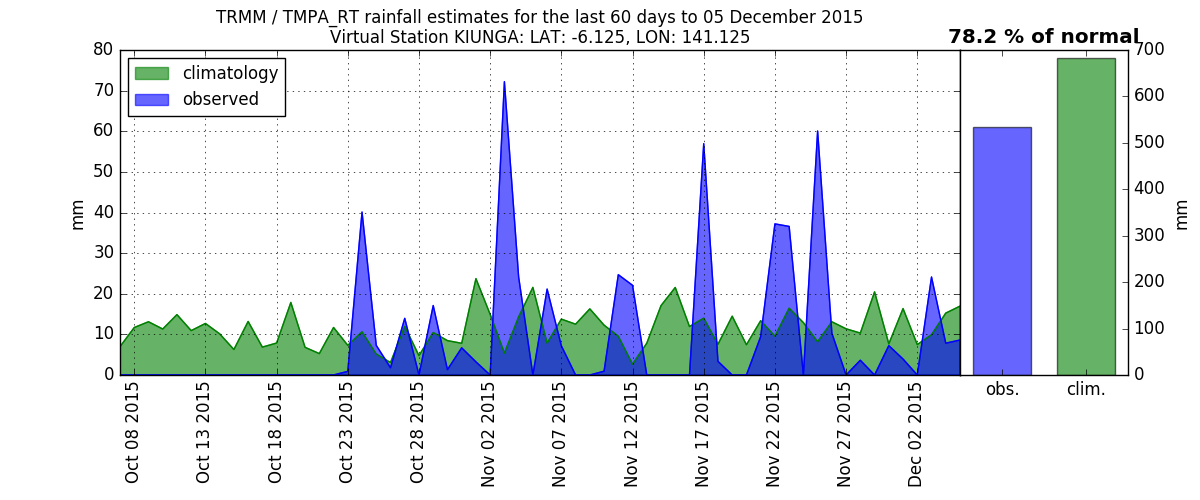 TRMM / TMPA_RT rainfall estimates for the last 60 days to 05 December 2015
Virtual Station KIUNGA: LAT: -6.125, LON: 141.125
78.2 % of normal
climatology
observed
80
70
60
50
40
30
20
10
0
mm
Oct 08 2015
Oct 13 2015
Oct 18 2015
Oct 23 2015
Oct 28 2015
Nov 02 2015
Nov 07 2015
Nov 12 2015
Nov 17 2015
Nov 22 2015
Nov 27 2015
Dec 02 2015
700
600
500
400
300
200
100
0
mm
obs.
clim.